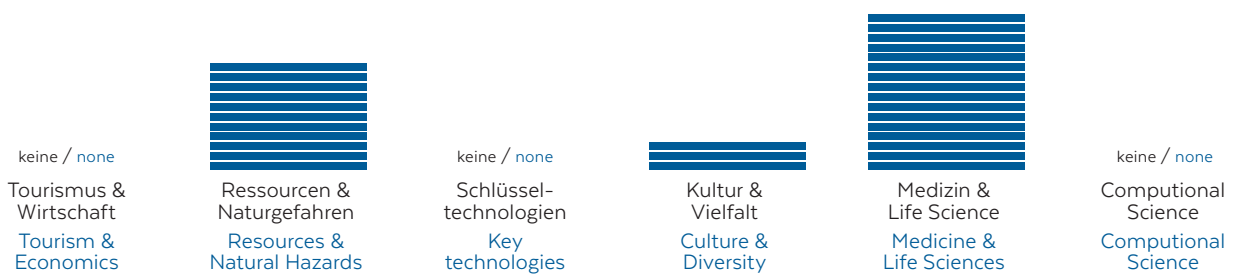 keine / none
Tourismus &
Wirtschaft
Tourism &
Economics
Ressourcen &
Naturgefahren
Resources &
Natural Hazards
keine / none
Schlüssel-
technologien
Key
technologies
Kultur &
Vielfalt
Culture &
Diversity
Medizin &
Life Science
Medicine &
Life Sciences
keine / none
Computional
Science
Computional
Science